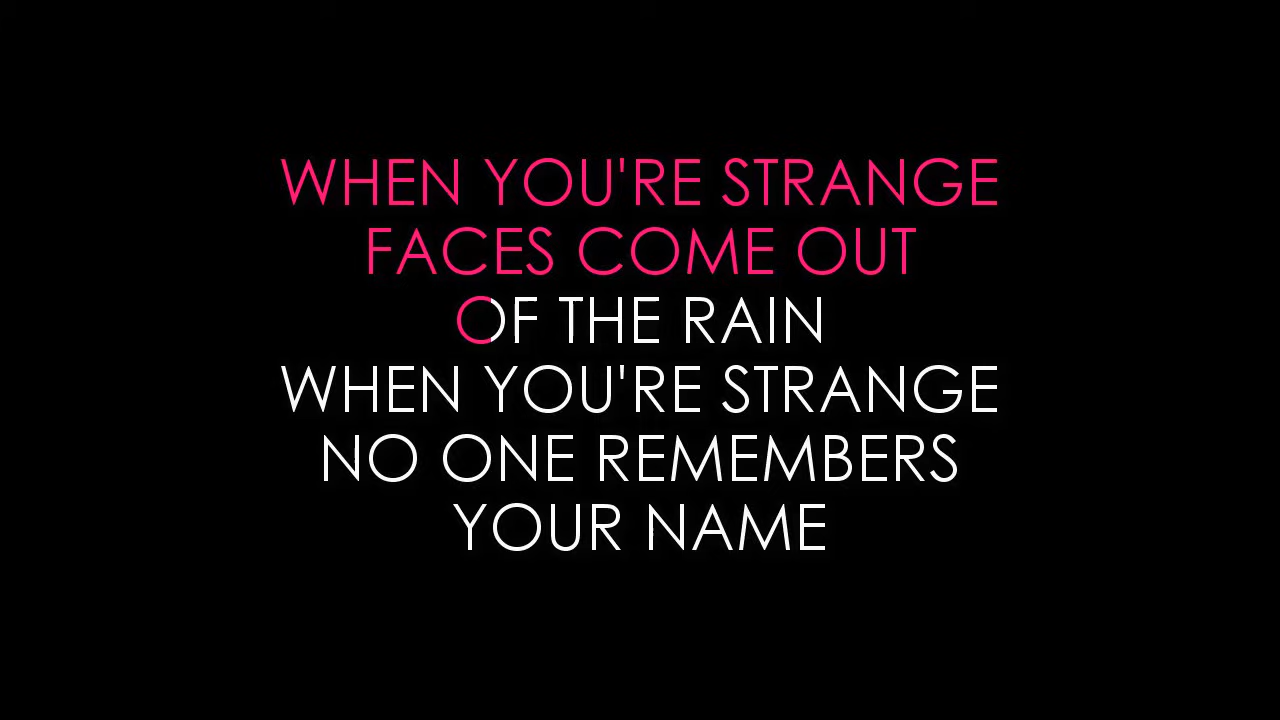 WHEN YOU'RE STRANGE
FACES COME OUT
OF THE RAIN
WHEN YOU'RE STRANGE
NO ONE REMEMBERS
YOUR NAME